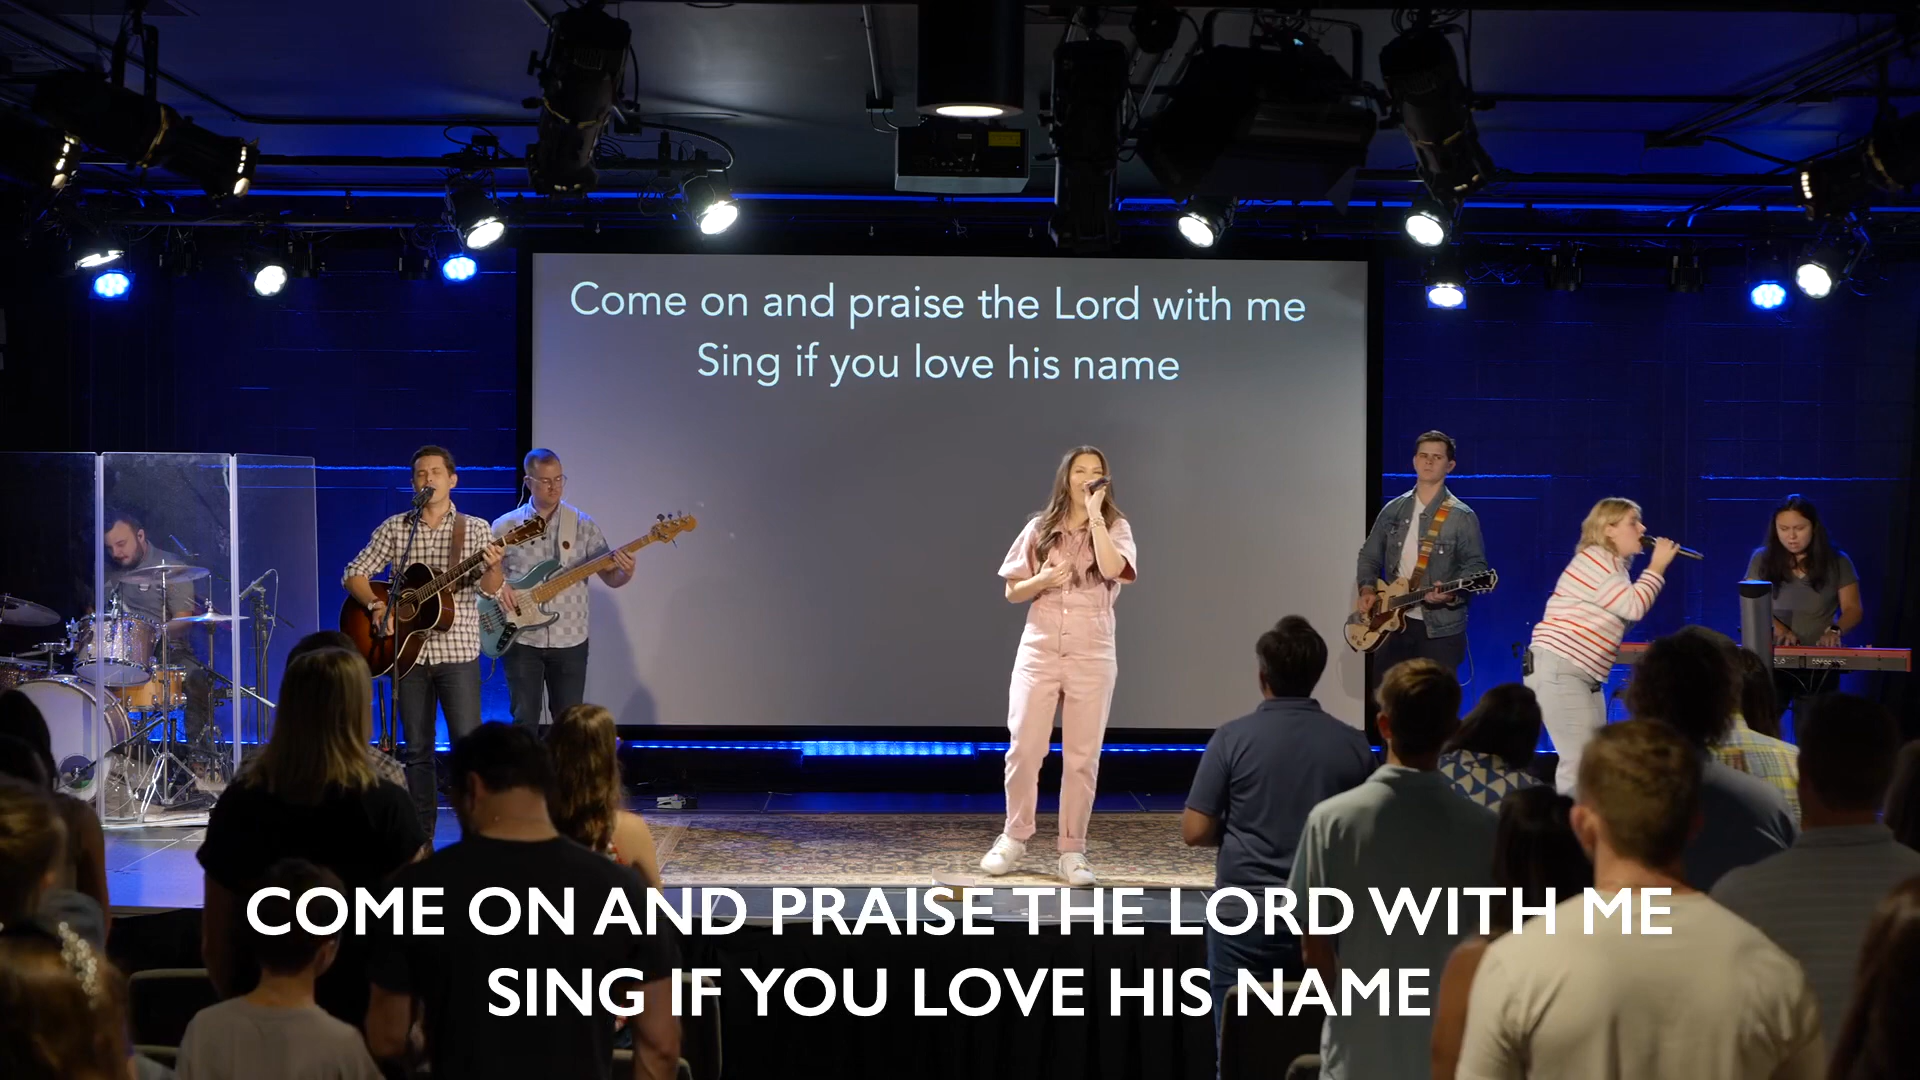 Come on and praise the Lord with me
Sing if you love his name
COME ON AND PRAISE THE LORD WITH ME
SING IF YOU LOVE HIS NAME